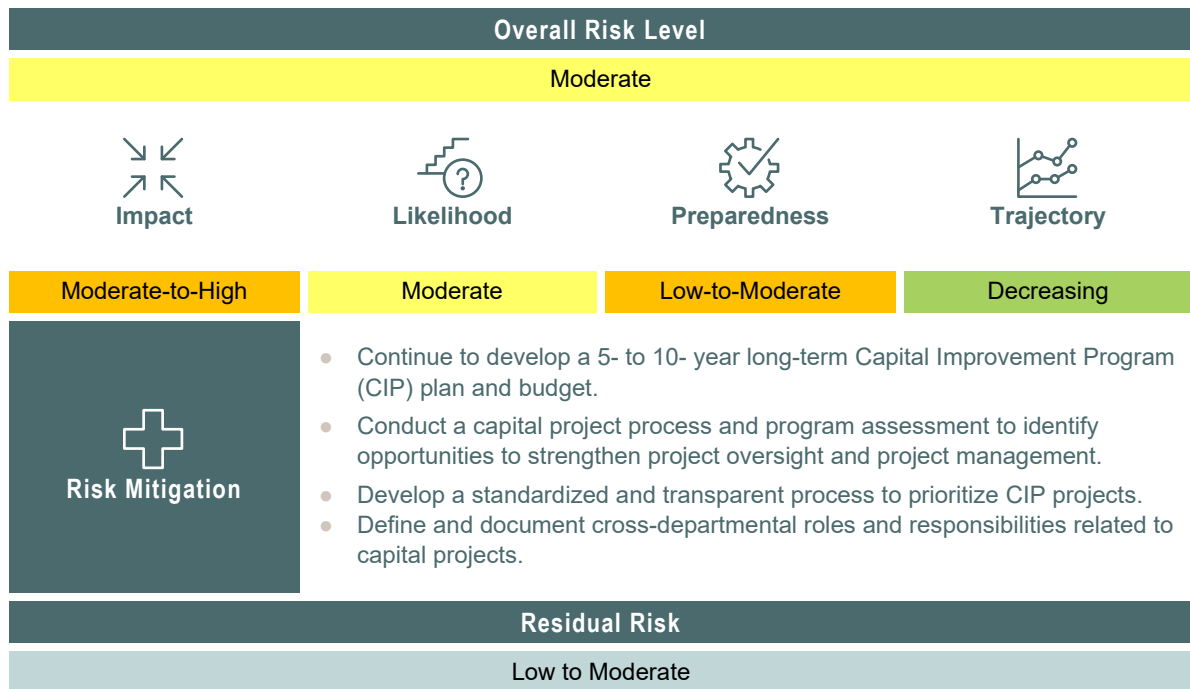 Overall Risk Level
Moderate
?
Impact
Likelihood
Preparedness
Trajectory
Moderate-to-High
Moderate
Low-to-Moderate
Decreasing
Risk Mitigation
● Continue to develop a 5- to 10- year long-term Capital Improvement Program
(CIP) plan and budget.
● Conduct a capital project process and program assessment to identify
opportunities to strengthen project oversight and project management.
● Develop a standardized and transparent process to prioritize CIP projects.
● Define and document cross-departmental roles and responsibilities related to
capital projects.
Residual Risk
Low to Moderate